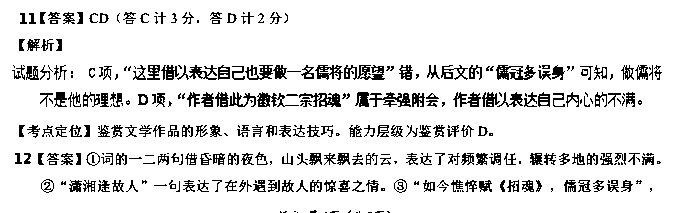 11【答案】CD（答C计3分．答D计2分）
【解析】
试题分析： C项，“这里借以表达自己也要做一名儒将的愿望”错，从后文的“儒冠多误身”可知，做儒将
不是他的理想。D项，“作者借此为徽钦二宗招魂”属于牵强附会，作者借以表达自己内心的不满。
【考点定位】鉴赏文学作品的形象、语言和表达技巧。能力层级为鉴赏评价D。
12【答案】①词的一二两句借昏暗的夜色，山头飘来飘去的云，表达了对频繁调任．辗转多地的强烈不满。
②“潇湘逢故人”一句表达了在外遇到故人的惊喜之情。③“如今憔悴赋《招魂》，儒冠多误身”，